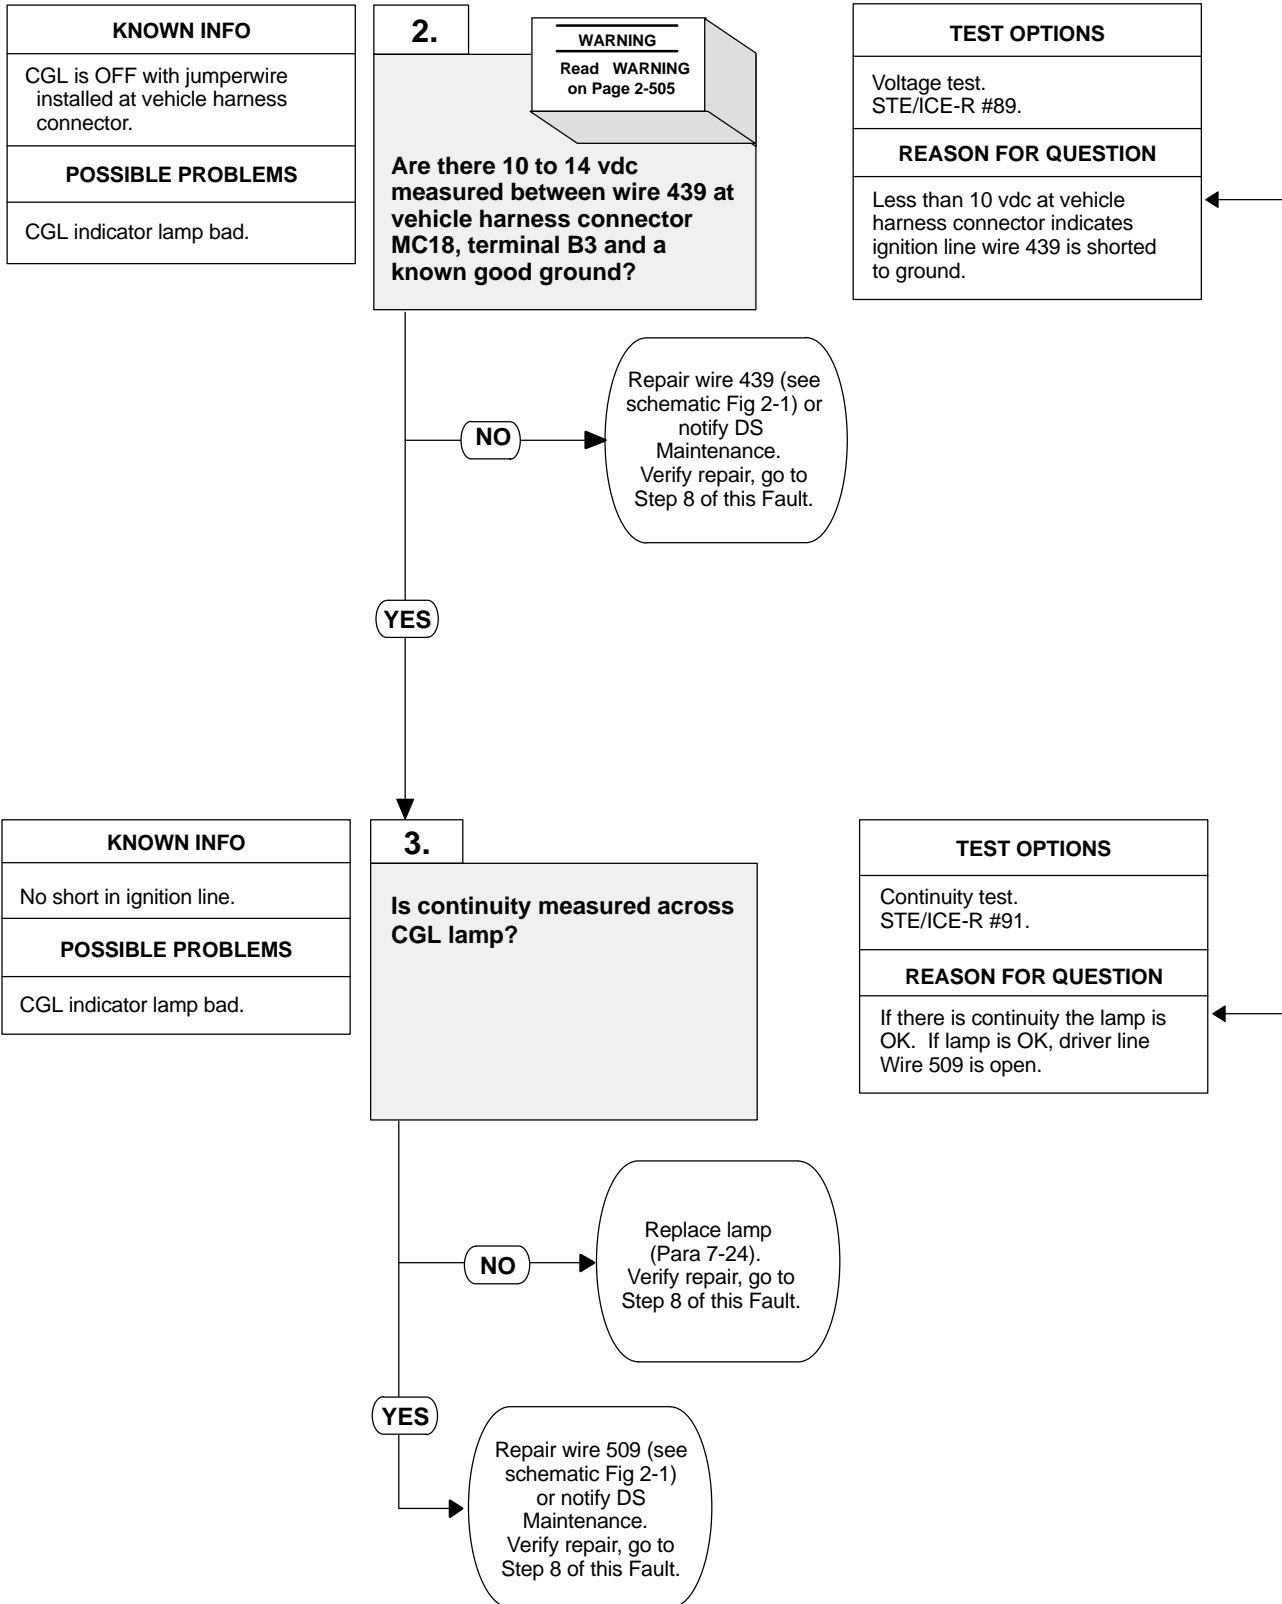 KNOWN INFO
CGL is OFF with jumperwire
installed at vehicle harness
connector.
POSSIBLE PROBLEMS
CGL indicator lamp bad.
2.
WARNING
Read WARNING
on Page 2-505
Are there 10 to 14 vdc
measured between wire 439 at
vehicle harness connector
MC18, terminal B3 and a
known good ground?
TEST OPTIONS
Voltage test.
STE/ICE-R #89.
REASON FOR QUESTION
Less than 10 vdc at vehicle
harness connector indicates
ignition line wire 439 is shorted
to ground.
NO
Repair wire 439 (see
schematic Fig 2-1) or
notify DS
Maintenance.
Verify repair, go to
Step 8 of this Fault.
YES
KNOWN INFO
No short in ignition line.
POSSIBLE PROBLEMS
CGL indicator lamp bad.
3.
Is continuity measured across
CGL lamp?
TEST OPTIONS
Continuity test.
STE/ICE-R #91.
REASON FOR QUESTION
If there is continuity the lamp is
OK. If lamp is OK, driver line
Wire 509 is open.
NO
Replace lamp
(Para 7-24).
Verify repair, go to
Step 8 of this Fault.
YES
Repair wire 509 (see
schematic Fig 2-1)
or notify DS
Maintenance.
Verify repair, go to
Step 8 of this Fault.